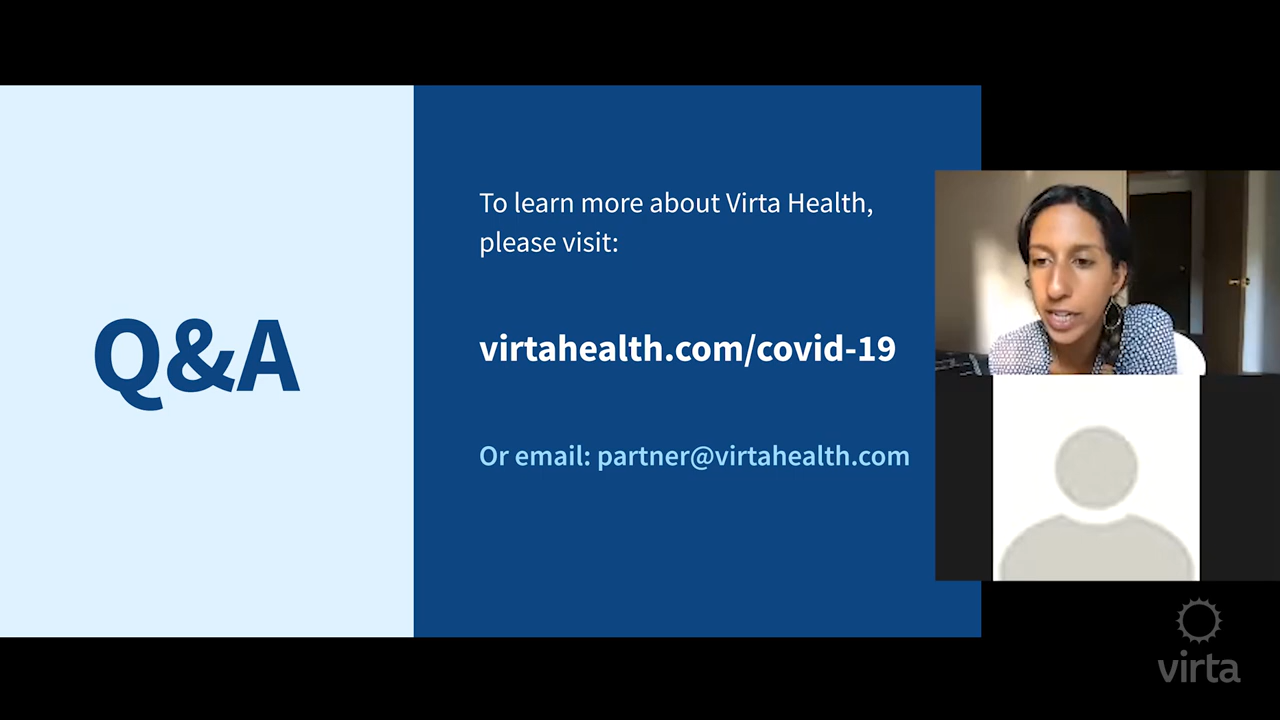 Q&A
To learn more about Virta Health,
please visit:
virtahealth.com/covid-19
Or email: partner@virtahealth.com
virta